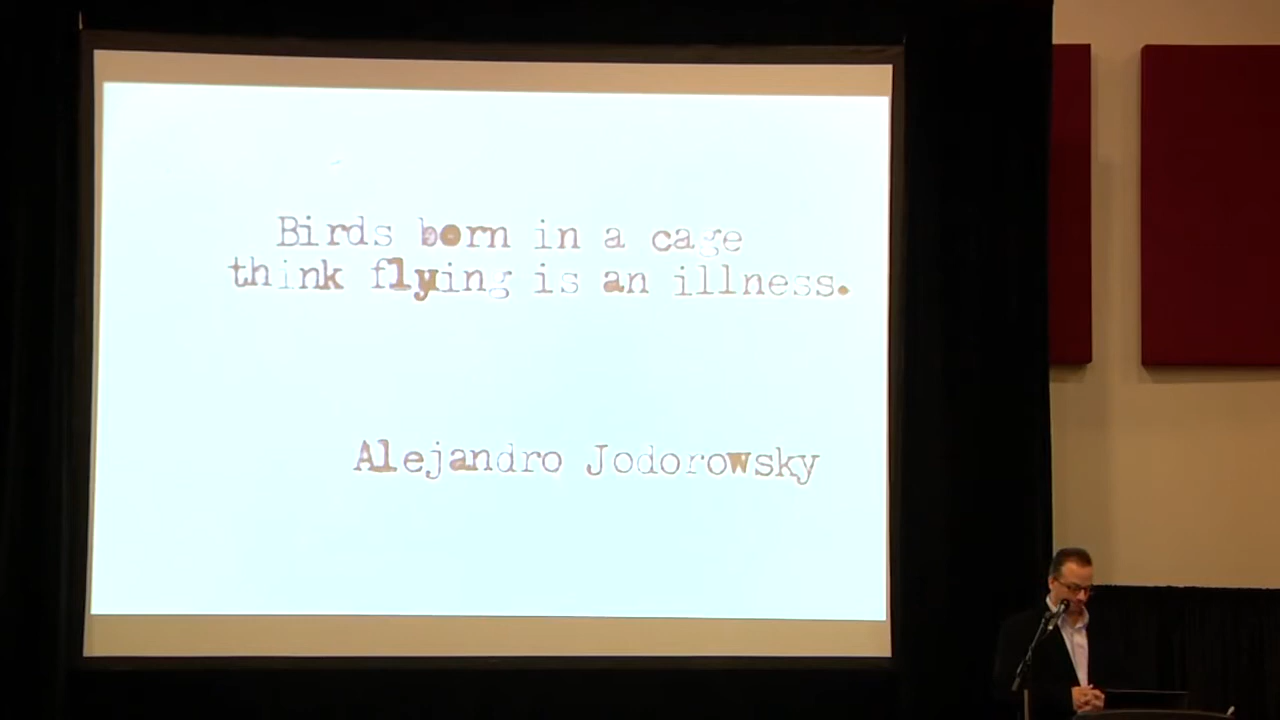 Birds born in a cage
think flying is an illness.
Alejandro Jodorowsky